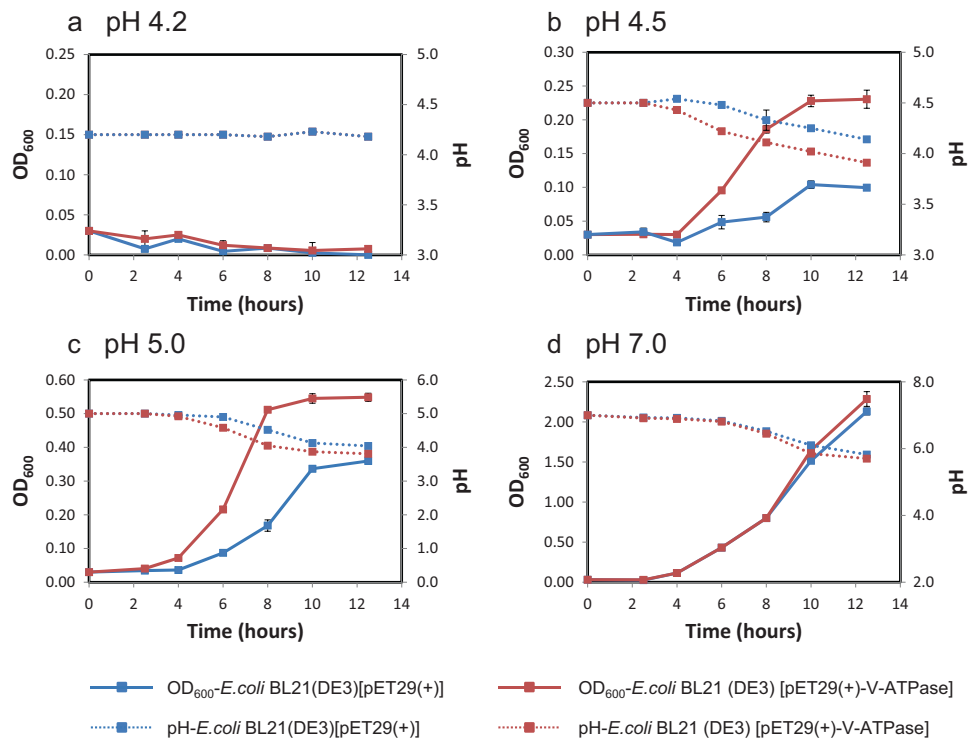 a pH 4.2
0.25
0.20
0.15
0.10
0.05
0.00
OD600
5.0
4.5
4.0
3.5
3.0
pH
0 2 4 6 8 10 12 14
Time (hours)
b pH 4.5
0.30
0.25
0.20
0.15
0.10
0.05
0.00
OD600
5.0
4.5
4.0
3.5
3.0
pH
0 2 4 6 8 10 12 14
Time (hours)
c pH 5.0
0.60
0.50
0.40
0.30
0.20
0.10
0.00
OD600
6.0
5.0
4.0
3.0
2.0
1.0
0.0
pH
0 2 4 6 8 10 12 14
Time (hours)
d pH 7.0
2.50
2.00
1.50
1.00
0.50
0.00
OD600
8.0
6.0
4.0
2.0
pH
0 2 4 6 8 10 12 14
Time (hours)
OD600-E.coli BL21(DE3)[pET29(+)]
OD600-E.coli BL21 (DE3) [pET29(+)-V-ATPase]
pH-E.coli BL21(DE3)[pET29(+)]
pH-E.coli BL21 (DE3) [pET29(+)-V-ATPase]